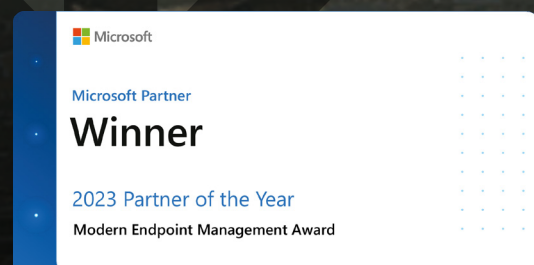 Microsoft
Microsoft Partner
Winner
2023 Partner of the Year
Modern Endpoint Management Award